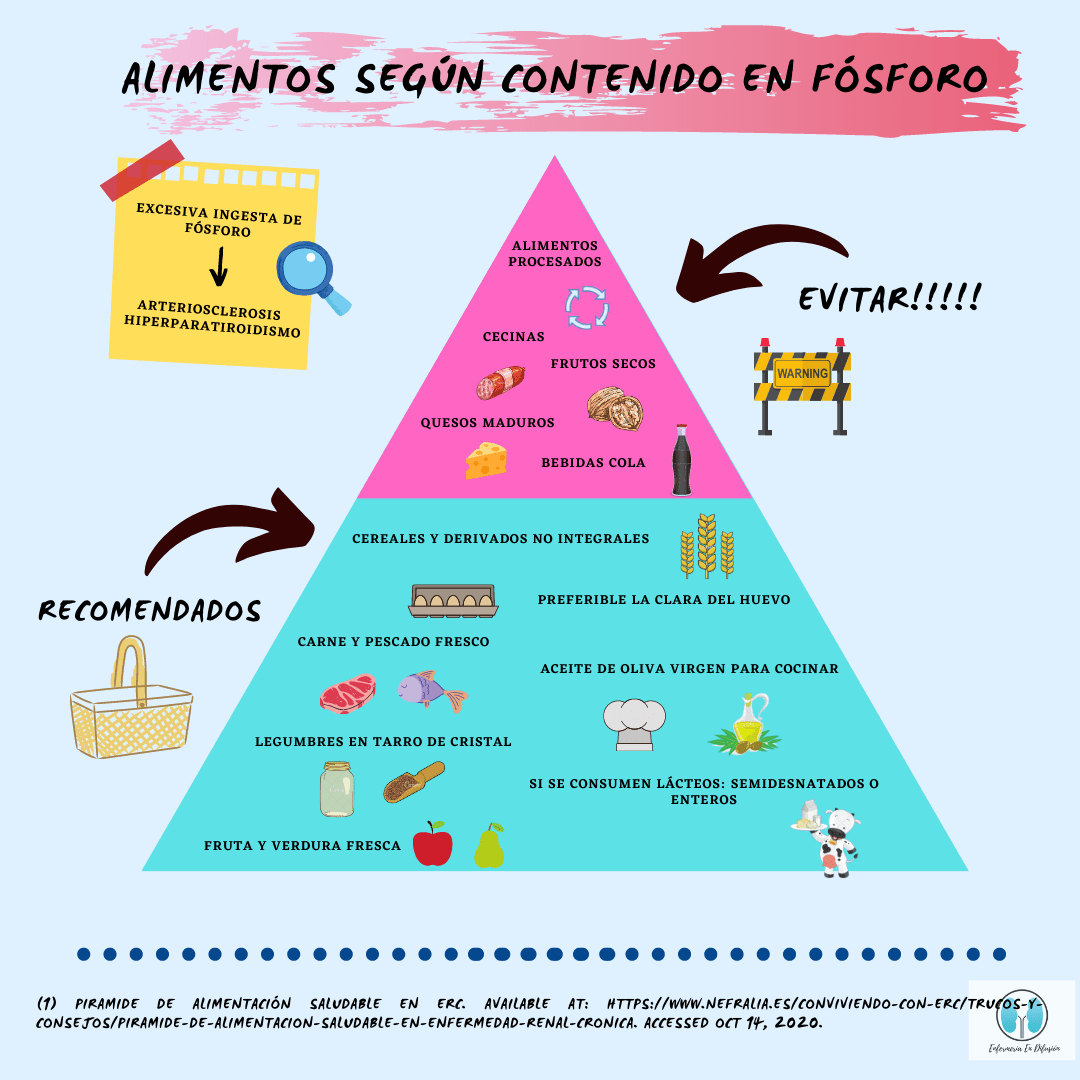 ALIMENTOS SEGÚN CONTENIDO EN FÓSFORO
EXCESIVA INGESTA DE
FÓSFORO
ARTERIOSCLEROSIS
HIPERPARATIROIDISMO
ALIMENTOS
PROCESADOS
EVITAR!!!!!
WARNING
CECINAS
FRUTOS SECOS
QUESOS MADUROS
BEBIDAS COLA
RECOMENDADOS
CEREALES Y DERIVADOS NO INTEGRALES
PREFERIBLE LA CLARA DEL HUEVO
CARNE Y PESCADO FRESCO
ACEITE DE OLIVA VIRGEN PARA COCINAR
LEGUMBRES EN TARRO DE CRISTAL
SI SE CONSUMEN LÁCTEOS: SEMIDESNATADOS O
ENTEROS
FRUTA Y VERDURA FRESCA
(1) PIRAMIDE DE ALIMENTACIÓN SALUDABLE EN ERC. AVAILABLE AT: HTTPS://WWW.NEFRALIA.ES/CONVIVIENDO-CON-ERC/TRUCOS-Y-
CONSEJOS/PIRAMIDE-DE-ALIMENTACION-SALUDABLE-EN-ENFERMEDAD-RENAL-CRONICA. ACCESSED OCT 14, 2020.
Enfermería En Difusión